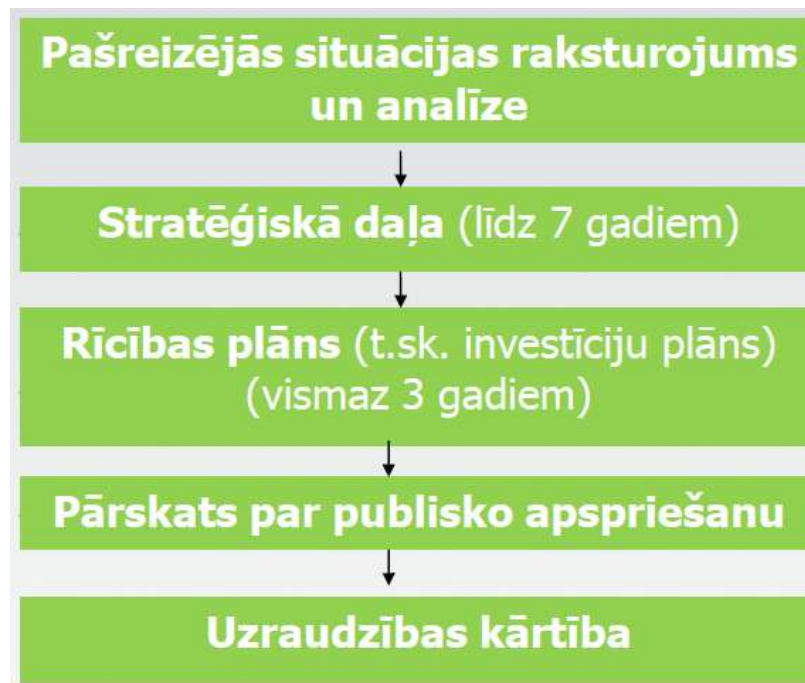 Pašreizējās situācijas raksturojums
un analīze
Stratēģiskā daļa (līdz 7 gadiem)
Rīcības plāns (t.sk. investīciju plāns)
(vismaz 3 gadiem)
Pārskats par publisko apspriešanu
Uzraudzības kārtība